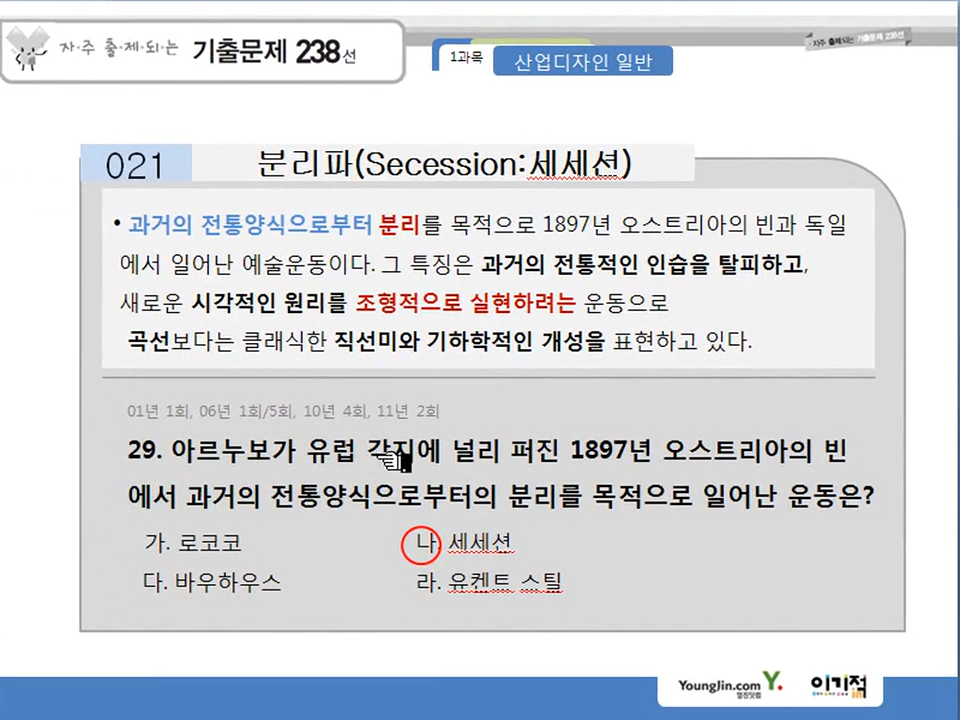 자·주 출·제·되·는 기출문제 238선
1과목 산업디자인 일반
자주 출제되는 기출문제 238선
021 분리파(Secession:세세션)
• 과거의 전통양식으로부터 분리를 목적으로 1897년 오스트리아의 빈과 독일
에서 일어난 예술운동이다. 그 특징은 과거의 전통적인 인습을 탈피하고,
새로운 시각적인 원리를 조형적으로 실현하려는 운동으로
곡선보다는 클래식한 직선미와 기하학적인 개성을 표현하고 있다.
01년 1회, 06년 1회/5회, 10년 4회, 11년 2회
29. 아르누보가 유럽 각지에 널리 퍼진 1897년 오스트리아의 빈
에서 과거의 전통양식으로부터의 분리를 목적으로 일어난 운동은?
가. 로코코 나. 세세션
다. 바우하우스 라. 유켄트 스틸
YoungJin.com Y.
영진닷컴
이기적